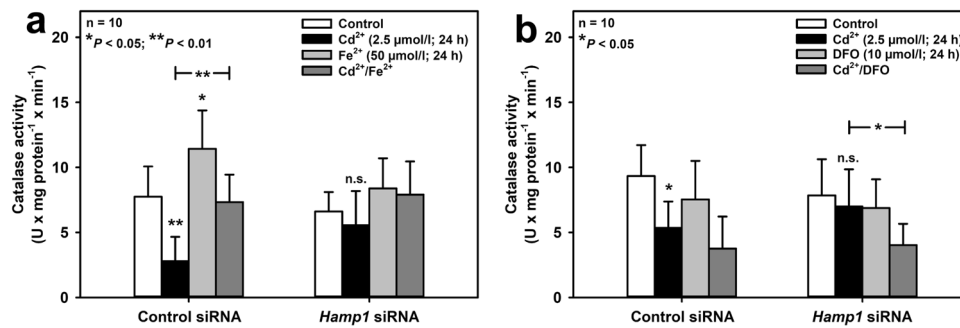 a
n = 10
*P < 0.05; **P < 0.01
Control
Cd²⁺ (2.5 µmol/l; 24 h)
Fe²⁺ (50 µmol/l; 24 h)
Cd²⁺/Fe²⁺
Catalase activity
(U x mg protein⁻¹ x min⁻¹)
20
15
10
5
0
**
**
*
n.s.
Control siRNA
Hamp1 siRNA
b
n = 10
*P < 0.05
Control
Cd²⁺ (2.5 µmol/l; 24 h)
DFO (10 µmol/l; 24 h)
Cd²⁺/DFO
Catalase activity
(U x mg protein⁻¹ x min⁻¹)
20
15
10
5
0
*
n.s.
*
Control siRNA
Hamp1 siRNA